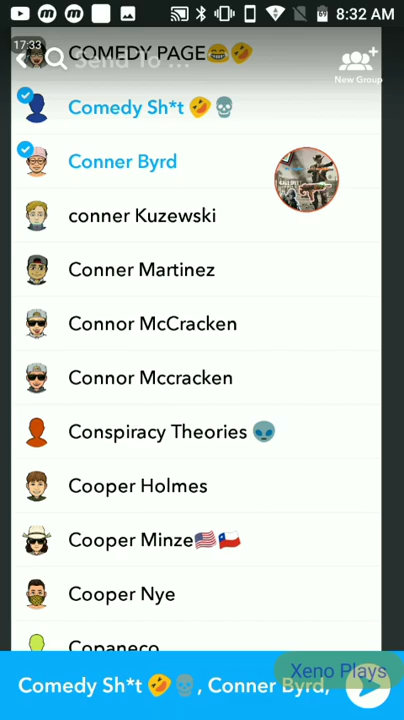 8:32 AM
17:33
COMEDY PAGE😂🤣
Send To ...
New Group
Comedy Sh*t 🤣💀
Conner Byrd
conner Kuzewski
Conner Martinez
Connor McCracken
Connor Mccracken
Conspiracy Theories 👽
Cooper Holmes
Cooper Minze🇺🇸🇨🇱
Cooper Nye
Copaneco
Xeno Plays
Comedy Sh*t 🤣💀, Conner Byrd,